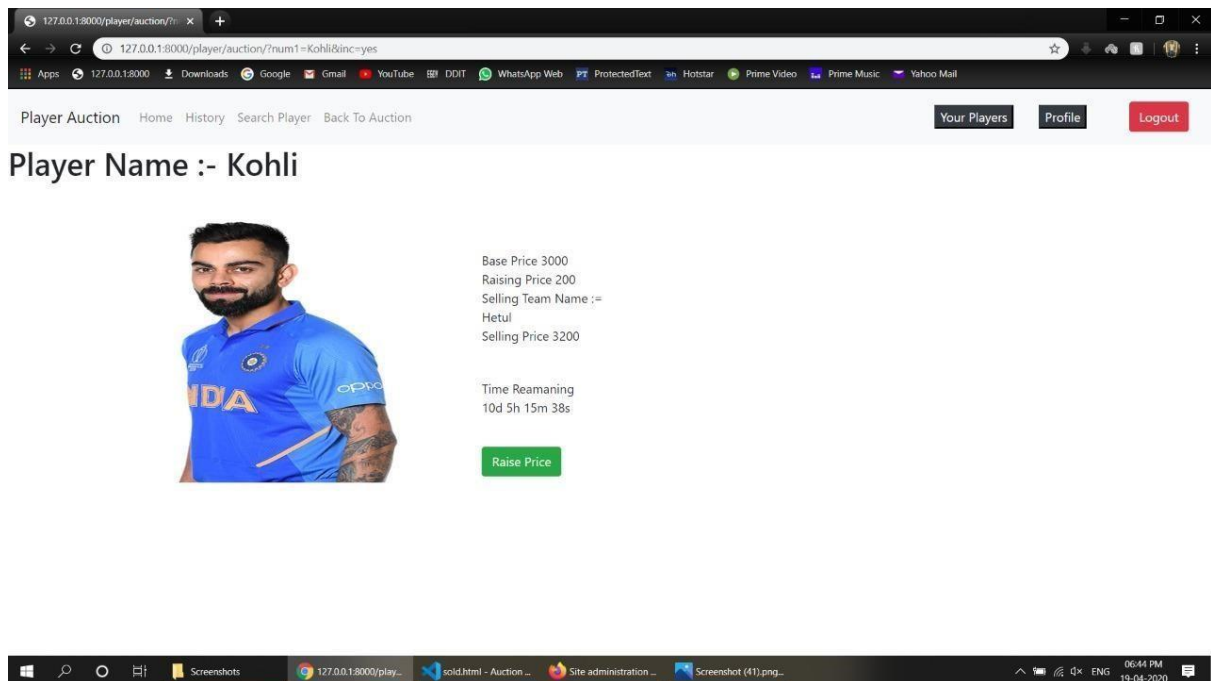 127.0.0.1:8000/player/auction/?n
127.0.0.1:8000/player/auction/?num1=Kohli&inc=yes
Apps 127.0.0.1:8000 Downloads Google Gmail YouTube DDIT WhatsApp Web PT ProtectedText Hotstar Prime Video Prime Music Yahoo Mail
Player Auction Home History Search Player Back To Auction Your Players Profile Logout
Player Name :- Kohli
Base Price 3000
Raising Price 200
Selling Team Name :=
Hetul
Selling Price 3200
Time Reamaning
10d 5h 15m 38s
Raise Price
NDIA
oppo
Screenshots 127.0.0.1:8000/play... sold.html - Auction ... Site administration ... Screenshot (41).png... ENG 06:44 PM
19-04-2020